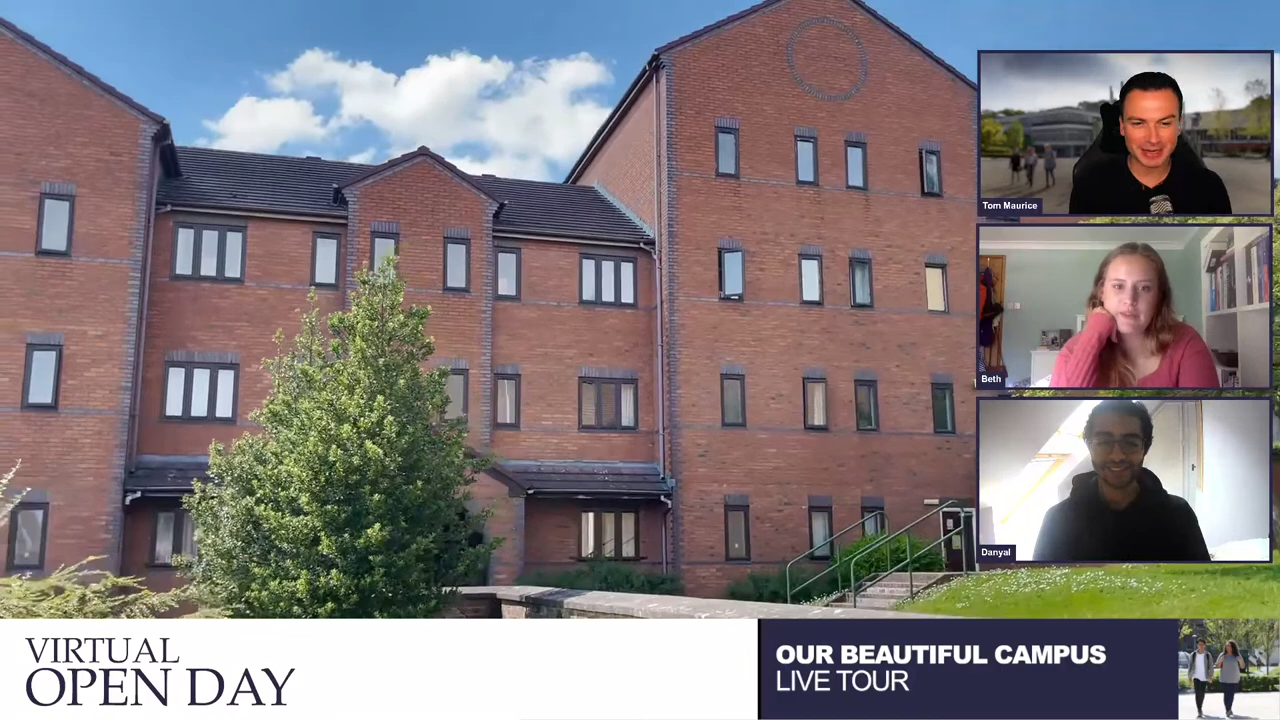 Tom Maurice
Beth
Danyal
VIRTUAL
OPEN DAY
OUR BEAUTIFUL CAMPUS
LIVE TOUR